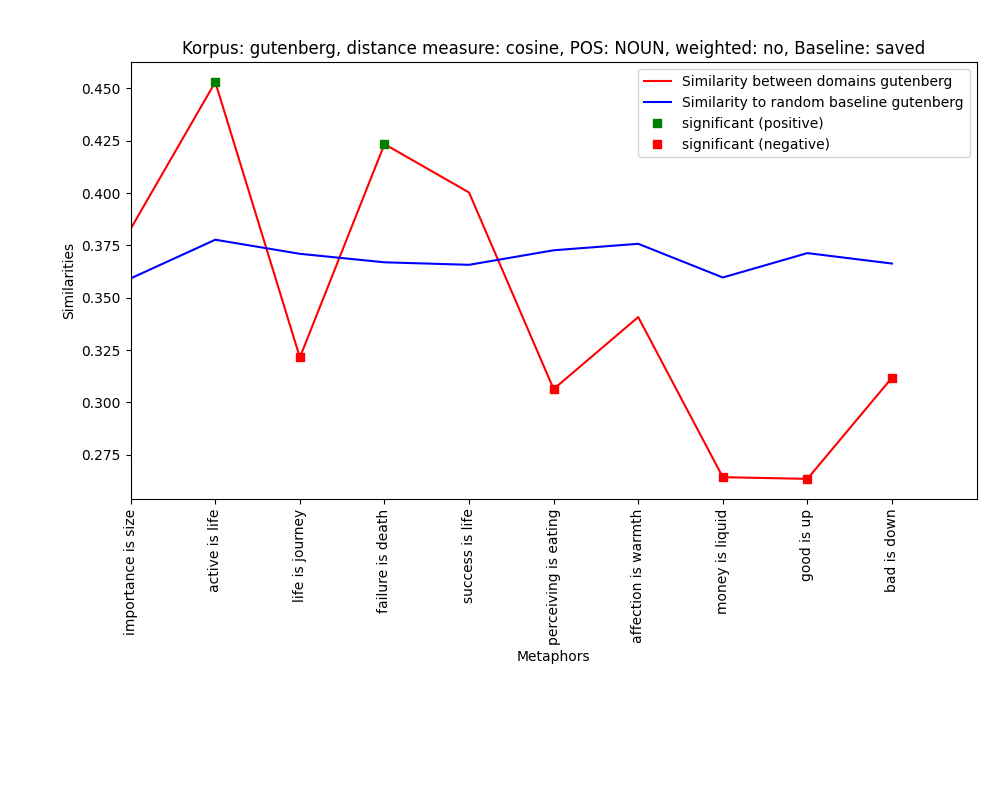 Korpus: gutenberg, distance measure: cosine, POS: NOUN, weighted: no, Baseline: saved
Similarity between domains gutenberg
Similarity to random baseline gutenberg
significant (positive)
significant (negative)
0.450
0.425
0.400
0.375
0.350
0.325
0.300
0.275
Similarities
importance is size
active is life
life is journey
failure is death
success is life
perceiving is eating
affection is warmth
money is liquid
good is up
bad is down
Metaphors